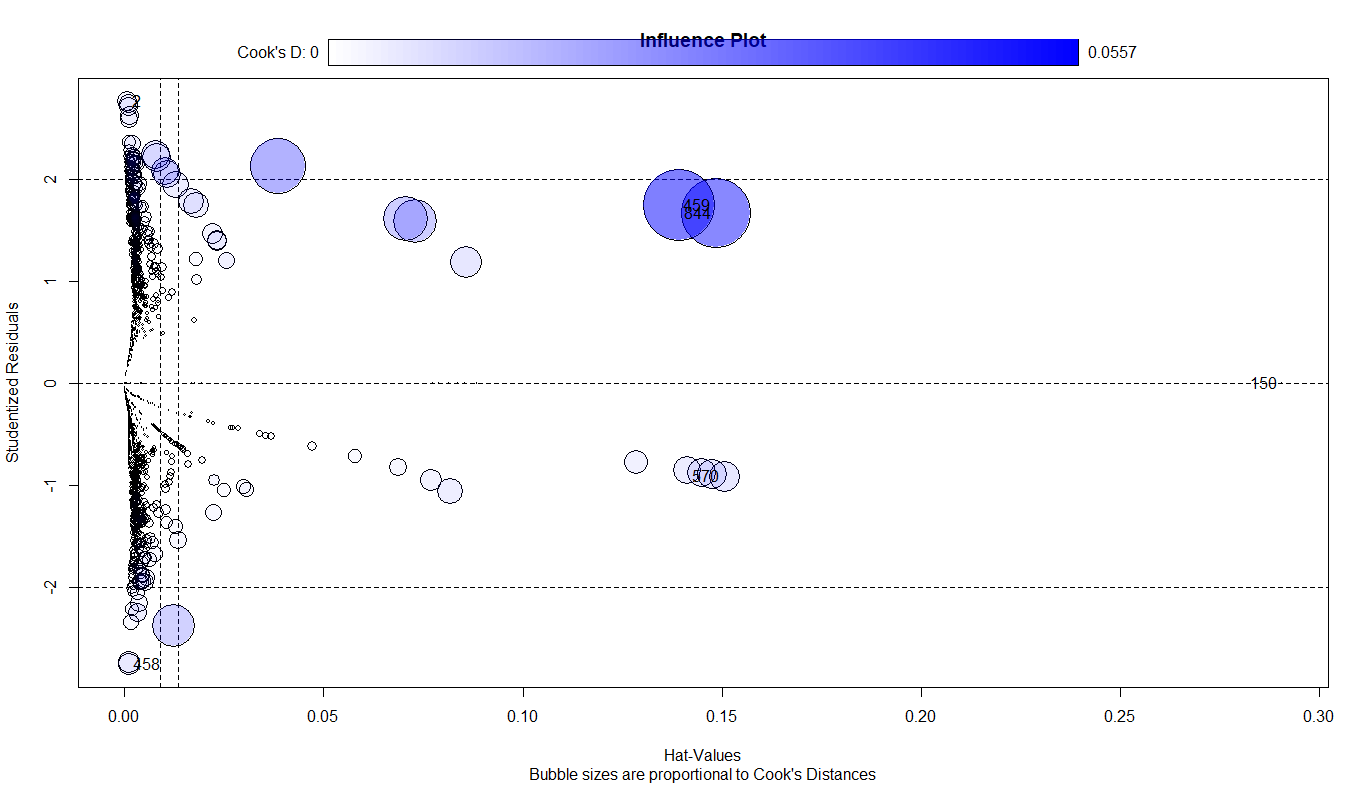 Influence Plot
Cook's D: 0
0.0557
2
459
844
150
570
458
Studentized Residuals
2
1
0
-1
-2
0.00 0.05 0.10 0.15 0.20 0.25 0.30
Hat-Values
Bubble sizes are proportional to Cook's Distances